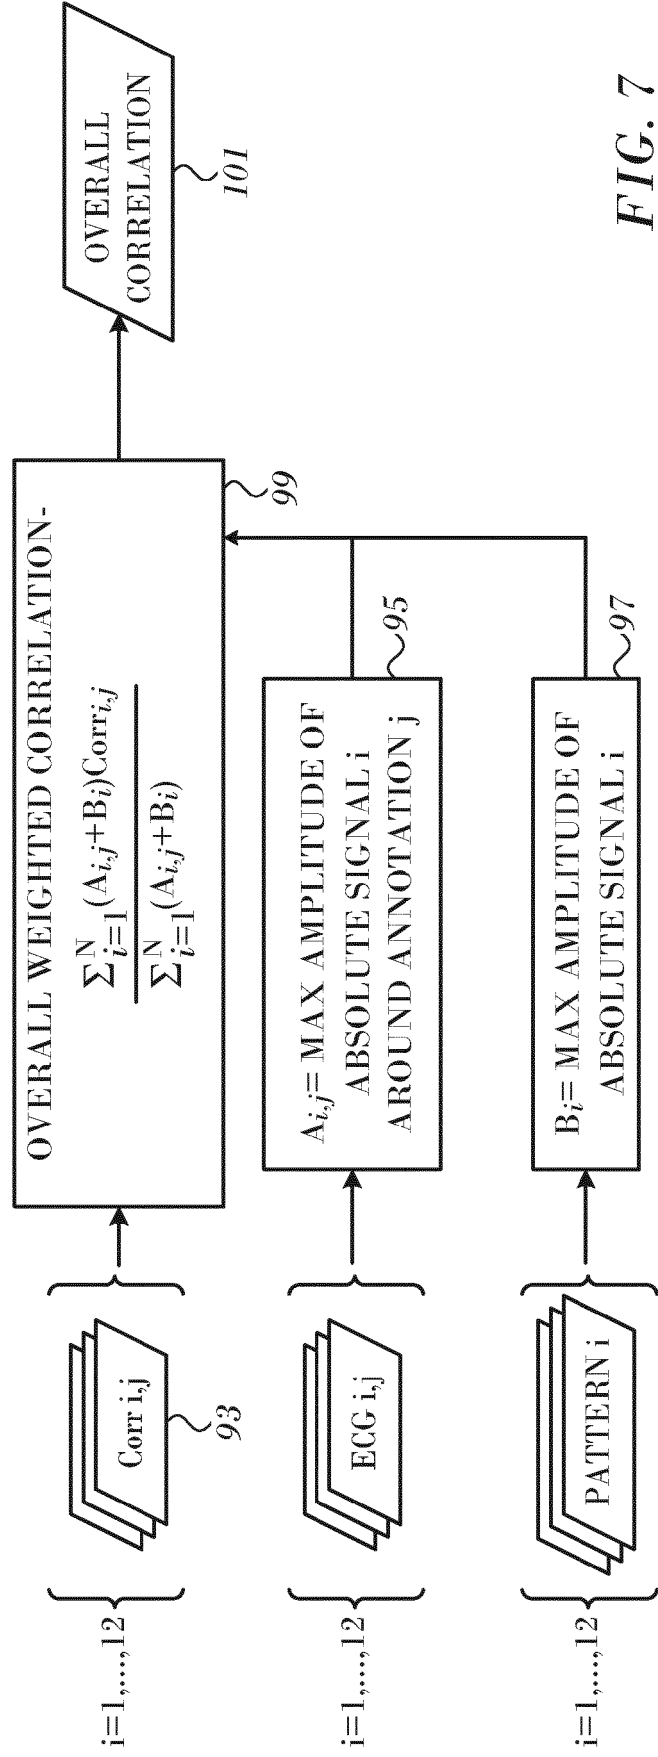 i=1,...,12
Corr i,j
93
OVERALL WEIGHTED CORRELATION-
Σ_{i=1}^{N}(A_{i,j}+B_i)Corr_{i,j}
Σ_{i=1}^{N}(A_{i,j}+B_i)
99
OVERALL
CORRELATION
101
i=1,...,12
ECG i,j
A_{i,j}= MAX AMPLITUDE OF
ABSOLUTE SIGNAL i
AROUND ANNOTATION j
95
i=1,...,12
PATTERN i
B_i= MAX AMPLITUDE OF
ABSOLUTE SIGNAL i
97
FIG. 7